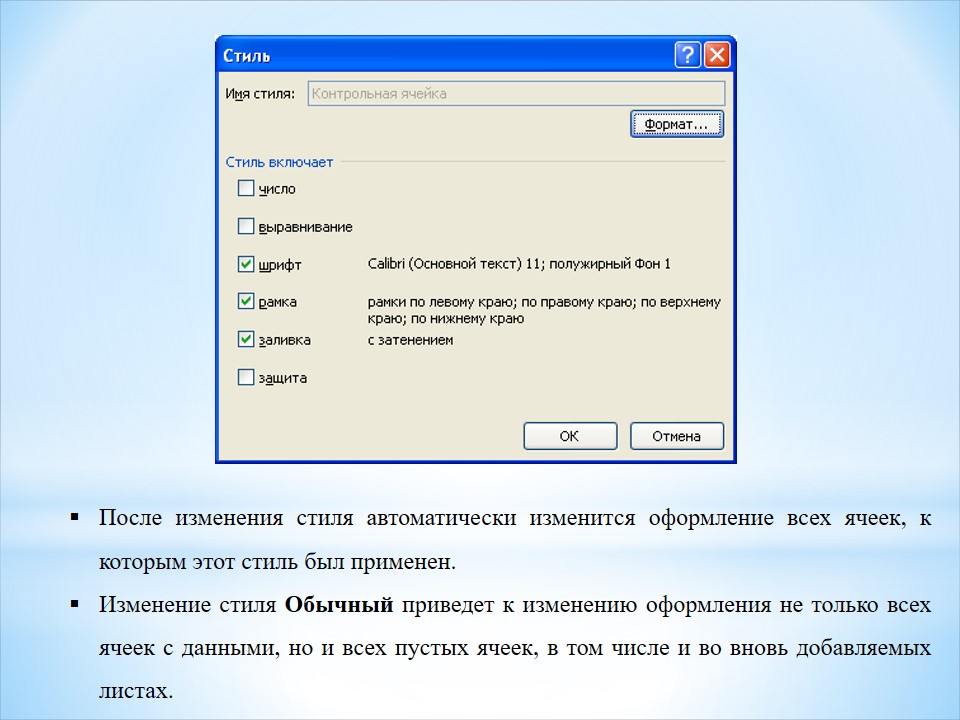 Стиль
Имя стиля: Контрольная ячейка
Формат...
Стиль включает
число
выравнивание
шрифт Calibri (Основной текст) 11; полужирный Фон 1
рамка рамки по левому краю; по правому краю; по верхнему
краю; по нижнему краю
заливка с затенением
защита
ОК Отмена
▪ После изменения стиля автоматически изменится оформление всех ячеек, к
которым этот стиль был применен.
▪ Изменение стиля Обычный приведет к изменению оформления не только всех
ячеек с данными, но и всех пустых ячеек, в том числе и во вновь добавляемых
листах.